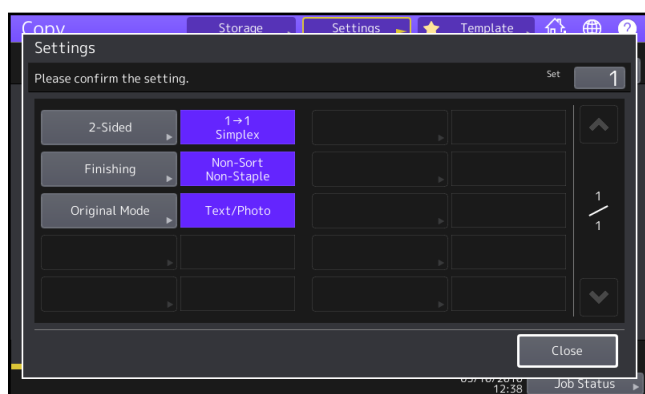 Copy
Storage
Settings
Template
?
Settings
Please confirm the setting.
Set
1
2-Sided
1→1
Simplex
Finishing
Non-Sort
Non-Staple
Original Mode
Text/Photo
1
1
Close
12:38
Job Status